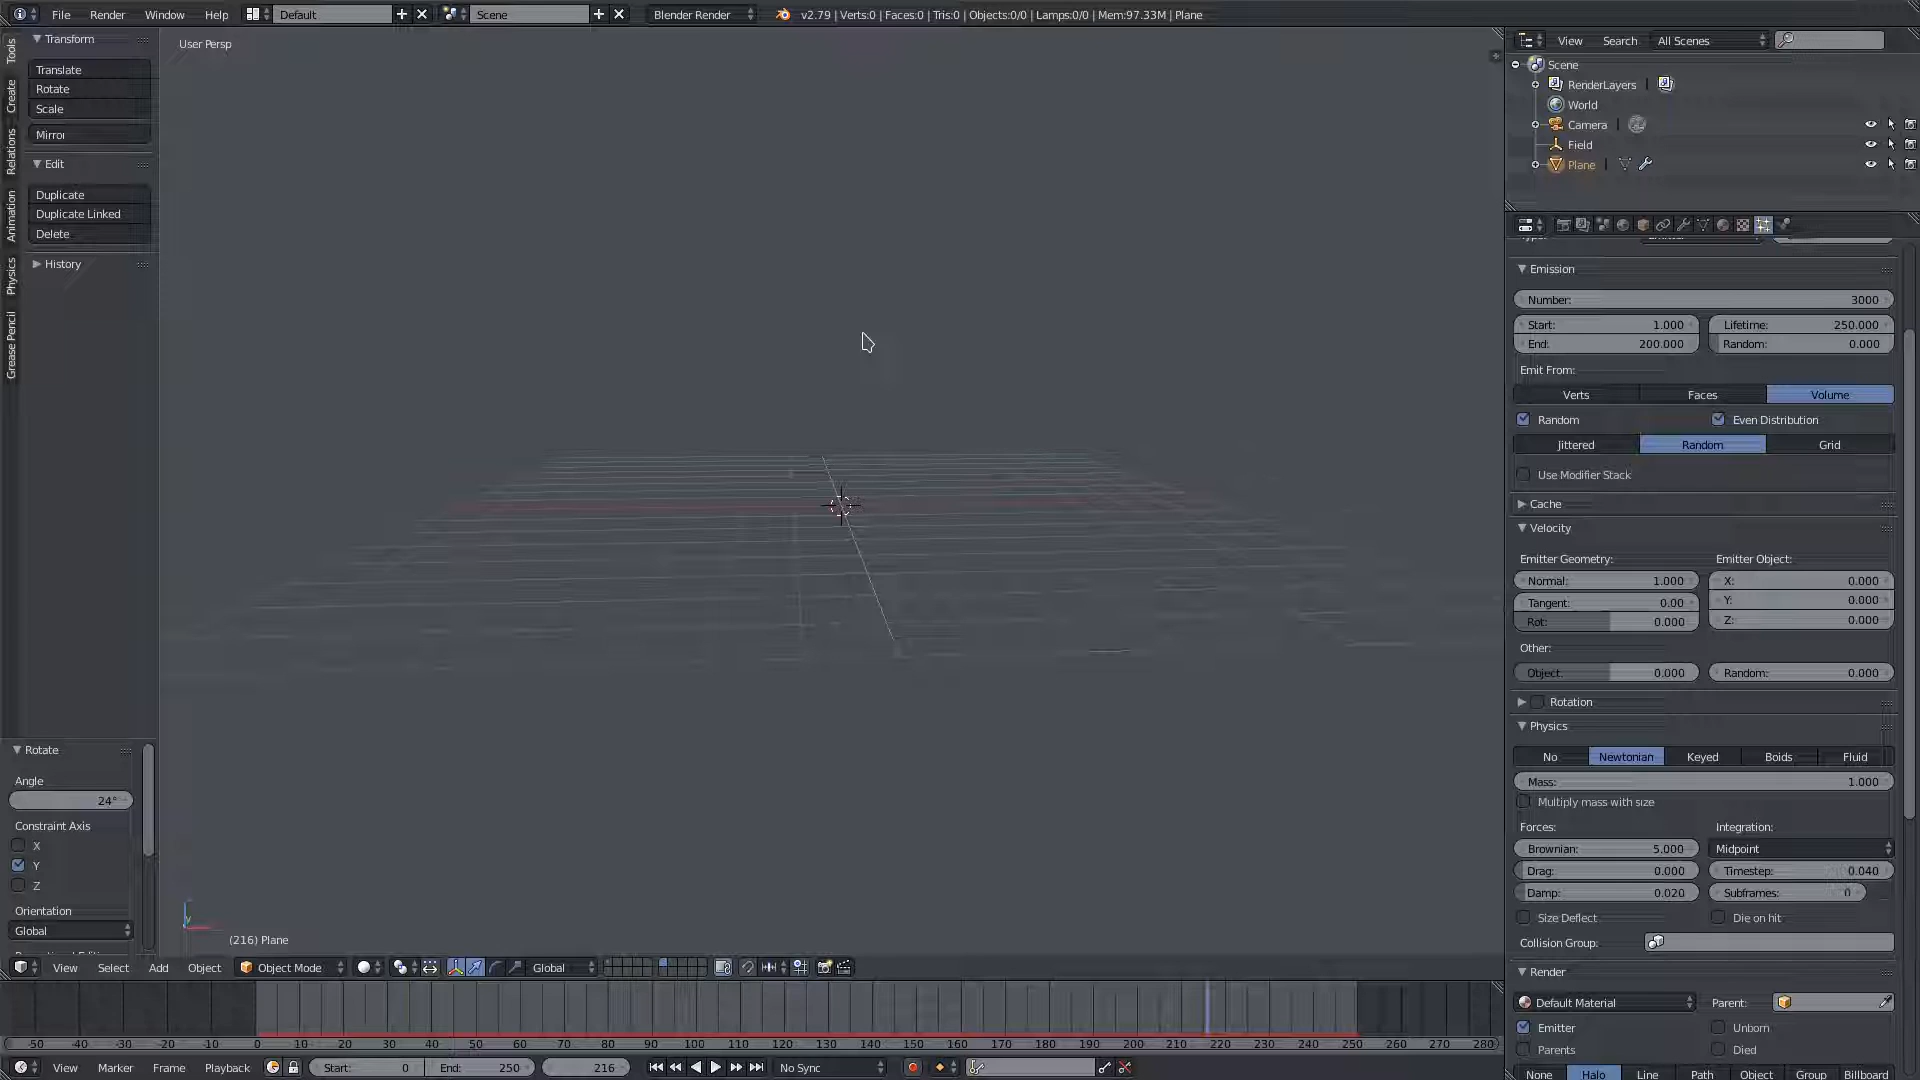 File Render Window Help Default Scene Blender Render v2.79 | Verts:0 | Faces:0 | Tris:0 | Objects:0/0 | Lamps:0/0 | Mem:97.33M | Plane
Transform
Translate
Rotate
Scale
Mirror
Edit
Duplicate
Duplicate Linked
Delete
History
Tools
Create
Relations
Animation
Physics
Grease Pencil
User Persp
View Search All Scenes
Scene
RenderLayers
World
Camera
Field
Plane
Emission
Number: 3000
Start: 1.000 Lifetime: 250.000
End: 200.000 Random: 0.000
Emit From:
Verts Faces Volume
Random Even Distribution
Jittered Random Grid
Use Modifier Stack
Cache
Velocity
Emitter Geometry: Emitter Object:
Normal: 1.000 X: 0.000
Tangent: 0.00 Y: 0.000
Rot: 0.000 Z: 0.000
Other:
Object: 0.000 Random: 0.000
Rotation
Physics
No Newtonian Keyed Boids Fluid
Mass: 1.000
Multiply mass with size
Forces: Integration:
Brownian: 5.000 Midpoint
Drag: 0.000 Timestep: 0.040
Damp: 0.020 Subframes: 0
Size Deflect Die on hit
Collision Group:
Render
Default Material Parent:
Emitter Unborn
Parents Died
None Halo Line Path Object Group Billboard
Rotate
Angle
24°
Constraint Axis
X
Y
Z
Orientation
Global
(216) Plane
View Select Add Object Object Mode Global
-50 -40 -30 -20 -10 0 10 20 30 40 50 60 70 80 90 100 110 120 130 140 150 160 170 180 190 200 210 220 230 240 250 260 270 280
View Marker Frame Playback Start: 0 End: 250 216 No Sync